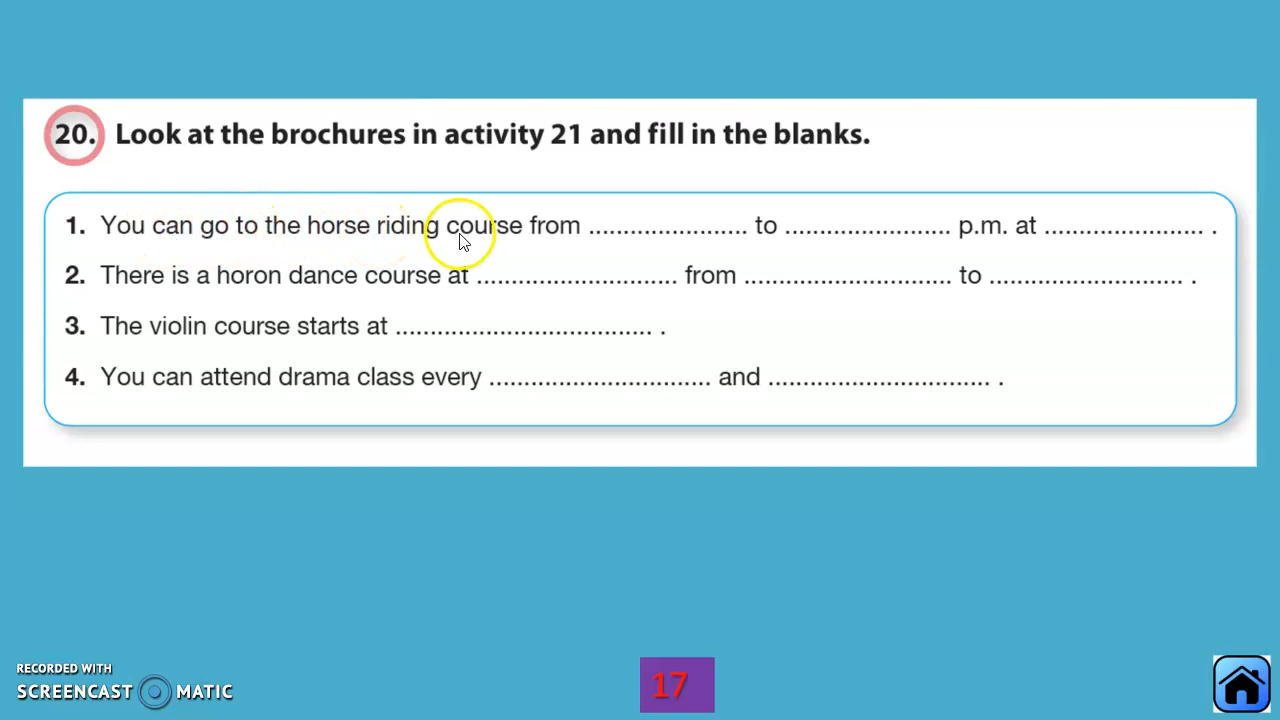 20. Look at the brochures in activity 21 and fill in the blanks.
1. You can go to the horse riding course from ....................... to ........................ p.m. at ....................... .
2. There is a horon dance course at ............................. from .............................. to ............................ .
3. The violin course starts at ..................................... .
4. You can attend drama class every ................................ and ................................ .
RECORDED WITH
SCREENCAST MATIC
17